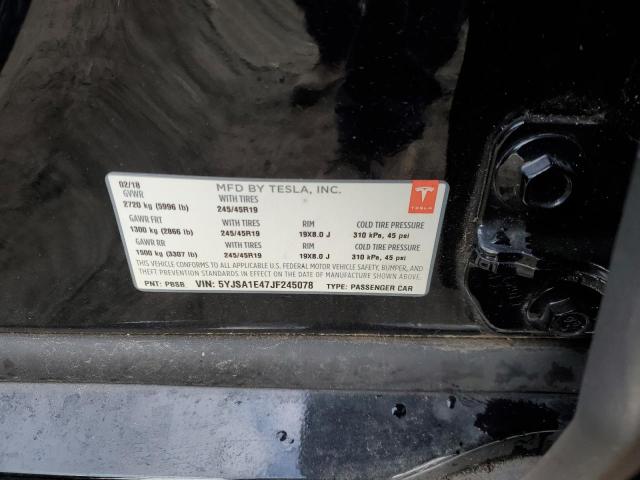 02/18 MFD BY TESLA, INC.
GVWR WITH TIRES
2720 kg (5996 lb) 245/45R19
GAWR FRT WITH TIRES RIM COLD TIRE PRESSURE
1300 kg (2866 lb) 245/45R19 19X8.0 J 310 kPa, 45 psi
GAWR RR WITH TIRES RIM COLD TIRE PRESSURE
1500 kg (3307 lb) 245/45R19 19X8.0 J 310 kPa, 45 psi
THIS VEHICLE CONFORMS TO ALL APPLICABLE U.S. FEDERAL MOTOR VEHICLE SAFETY, BUMPER, AND
THEFT PREVENTION STANDARDS IN EFFECT ON THE DATE OF MANUFACTURE SHOWN ABOVE.
PNT: PBSB VIN: 5YJSA1E47JF245078 TYPE: PASSENGER CAR
TESLA